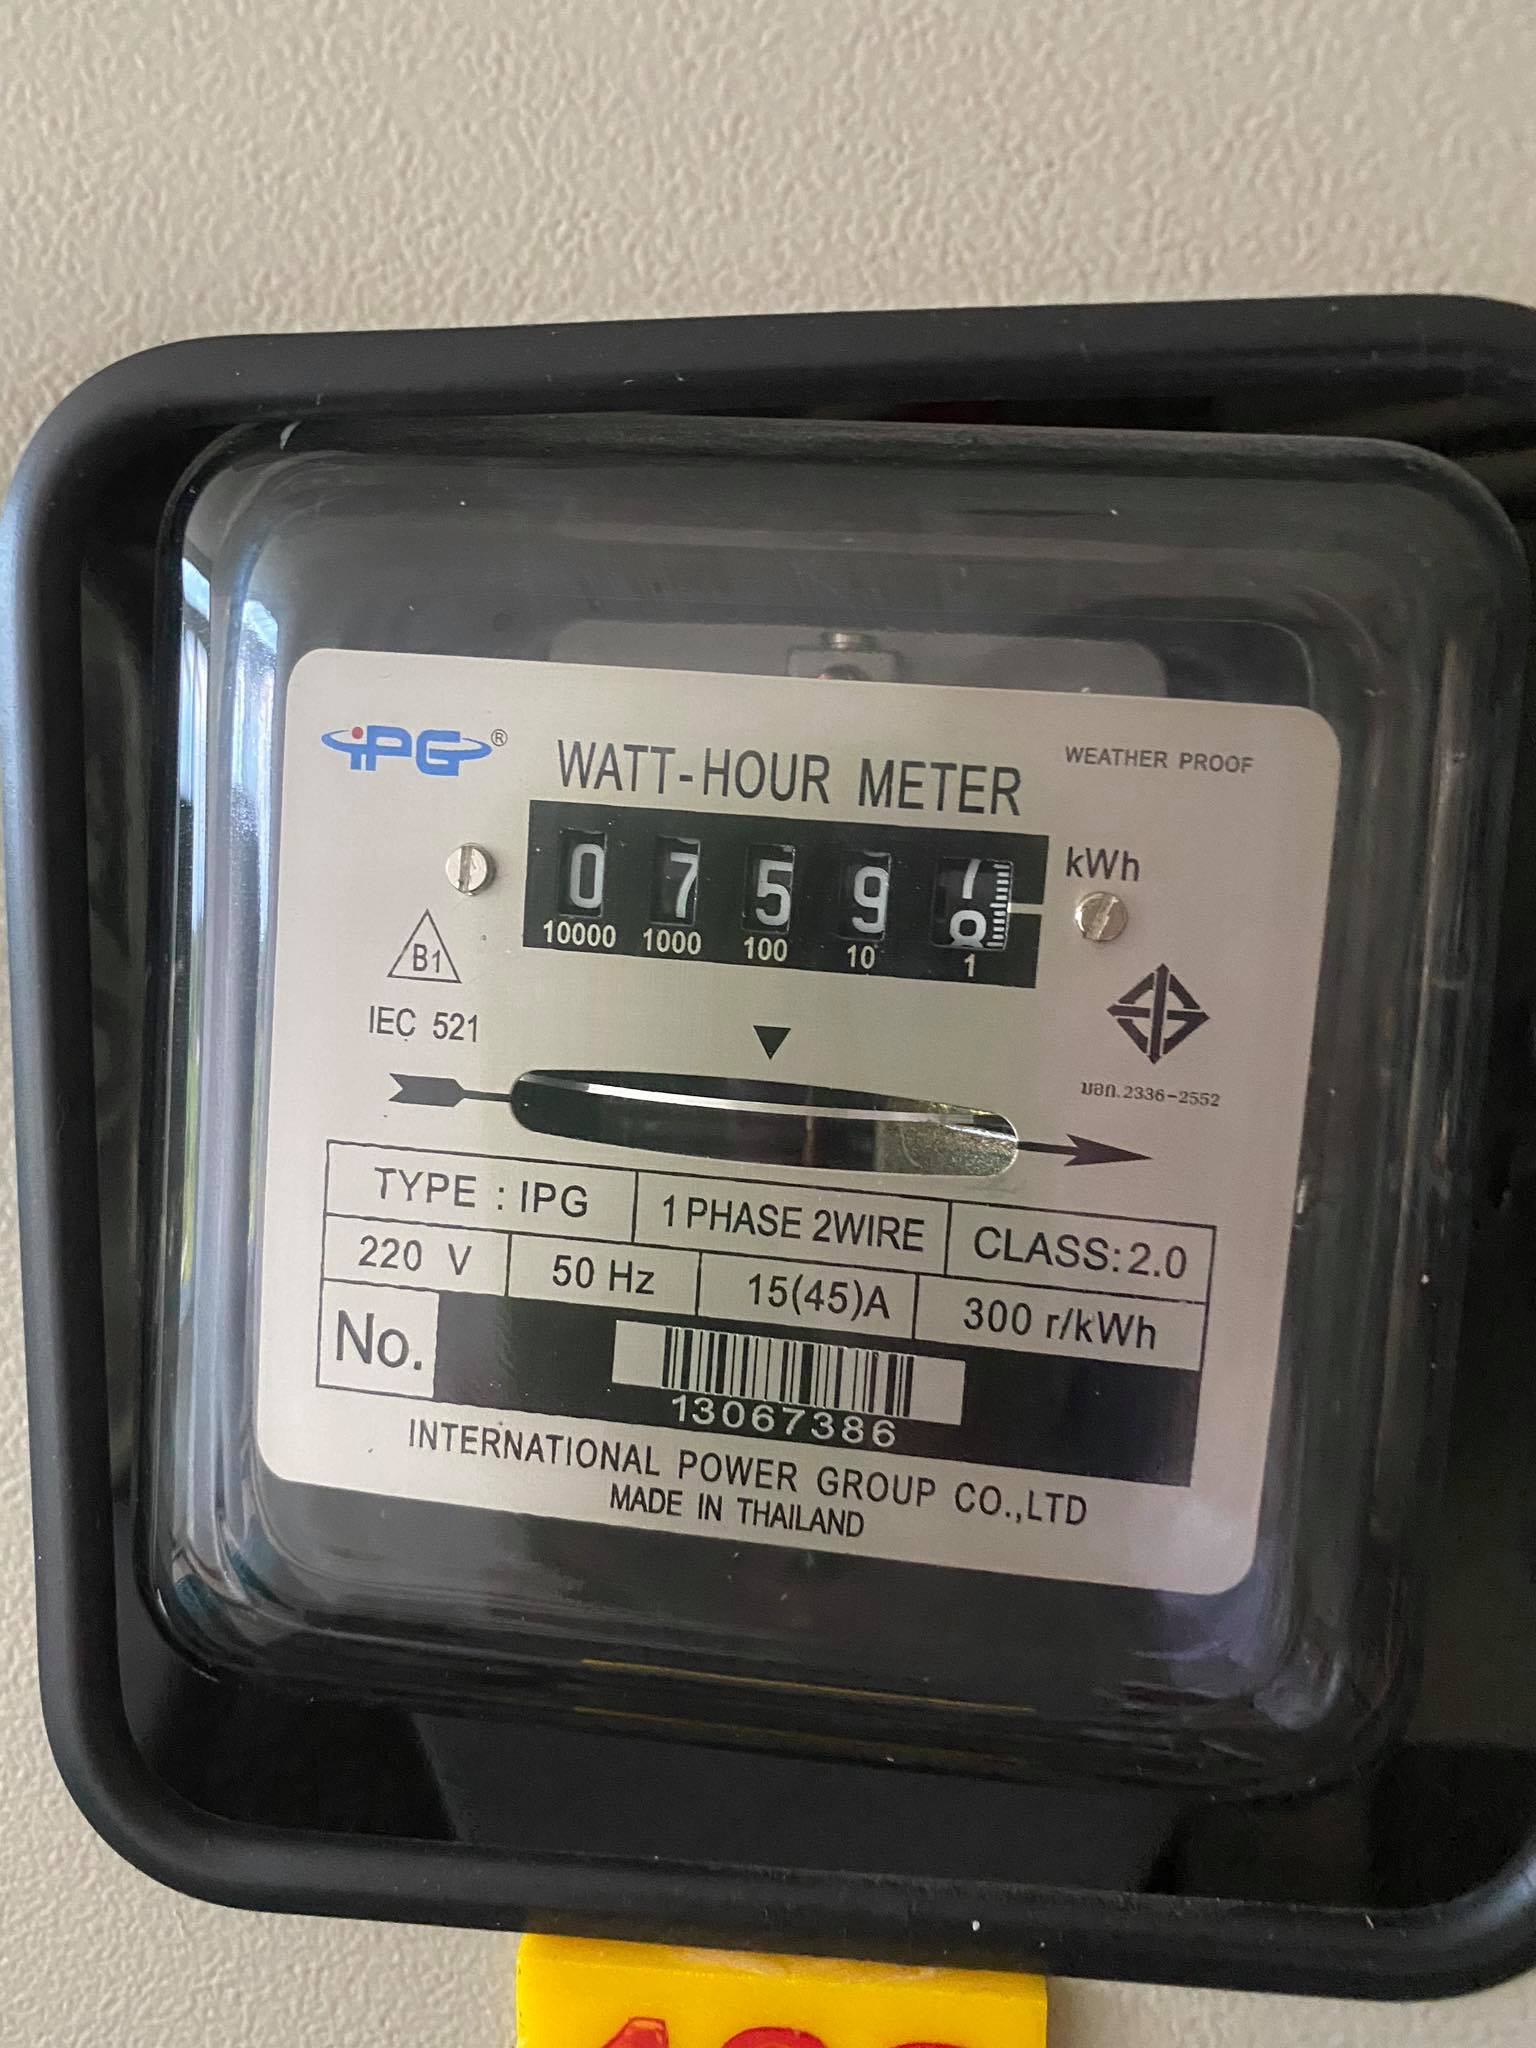 iPG®
WATT-HOUR METER
WEATHER PROOF
0 7 5 9 7
8
kWh
10000 1000 100 10 1
B1
IEC 521
มอก.2336-2552
TYPE : IPG 1 PHASE 2WIRE CLASS: 2.0
220 V 50 Hz 15(45)A 300 r/kWh
No.
13067386
INTERNATIONAL POWER GROUP CO.,LTD
MADE IN THAILAND